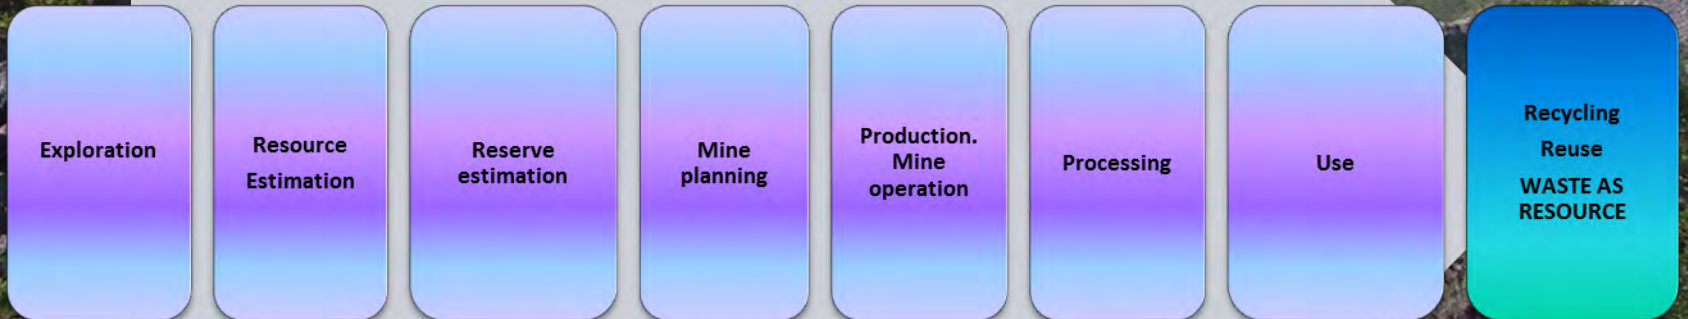 Exploration
Resource
Estimation
Reserve
estimation
Mine
planning
Production.
Mine
operation
Processing
Use
Recycling
Reuse
WASTE AS
RESOURCE